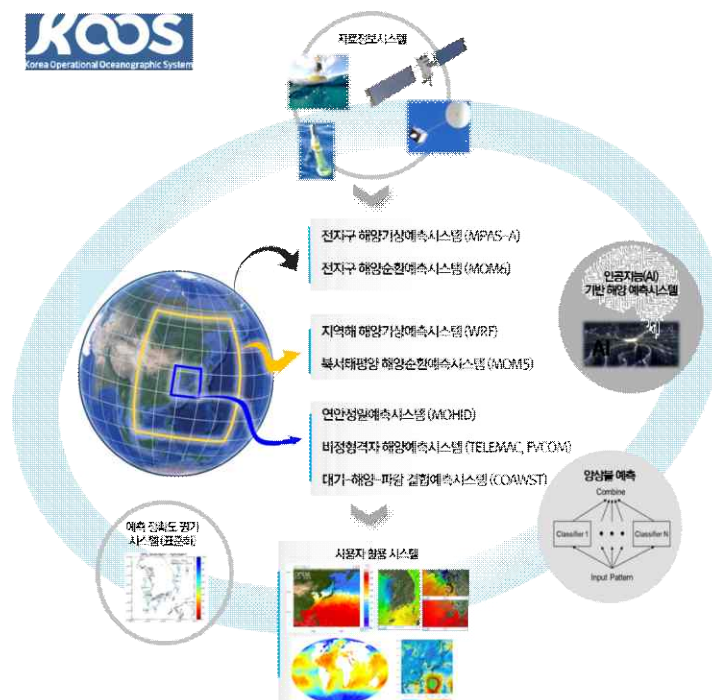 KOOS
Korea Operational Oceanographic System
자료정보시스템
전지구 해양기상예측시스템 (MPAS-A)
전지구 해양순환예측시스템 (MOM6)
인공지능(AI)
기반 해양 예측시스템
AI
지역해 해양기상예측시스템 (WRF)
북서태평양 해양순환예측시스템 (MOM5)
연안정밀예측시스템 (MOHID)
비정형격자 해양예측시스템 (TELEMAC, FVCOM)
대기-해양-파랑 결합예측시스템 (COAWST)
앙상블 예측
Combine
Classifier 1
Classifier N
Input Pattern
예측 정확도 평가
시스템 (표준화)
사용자 활용 시스템